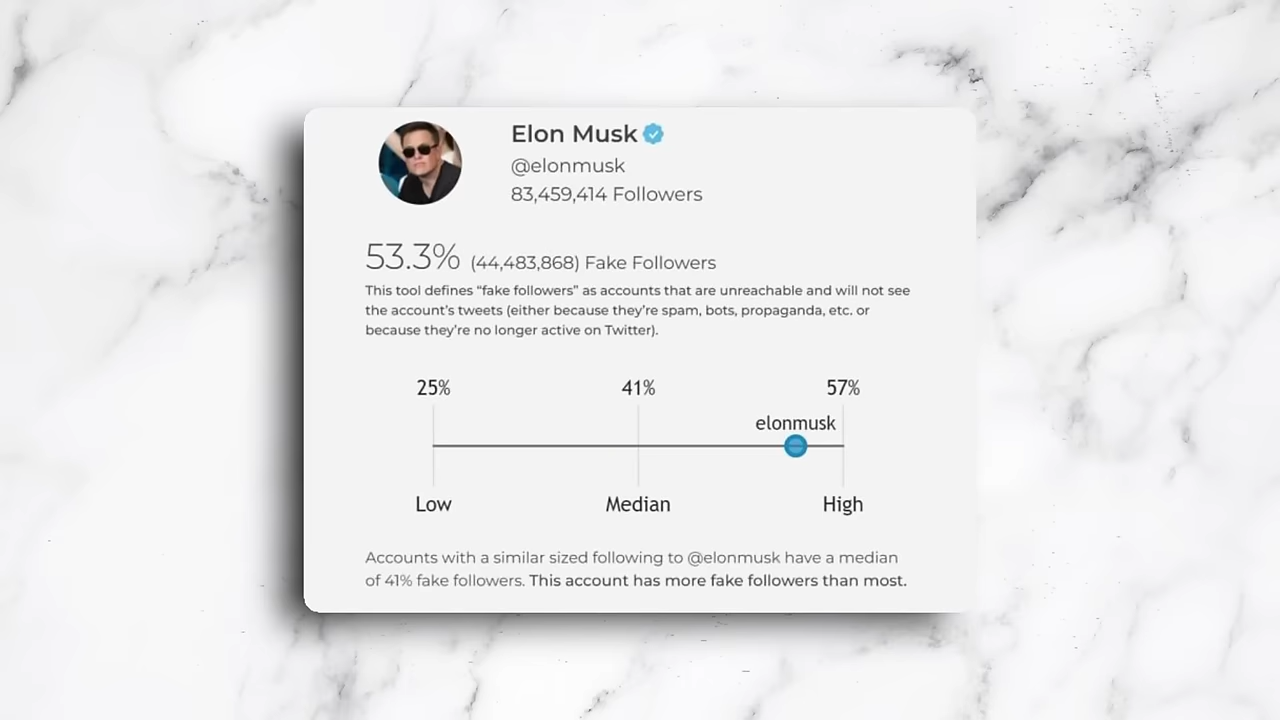 Elon Musk
@elonmusk
83,459,414 Followers
53.3% (44,483,868) Fake Followers
This tool defines “fake followers” as accounts that are unreachable and will not see
the account’s tweets (either because they’re spam, bots, propaganda, etc. or
because they’re no longer active on Twitter).
25% 41% 57%
elonmusk
Low Median High
Accounts with a similar sized following to @elonmusk have a median
of 41% fake followers. This account has more fake followers than most.